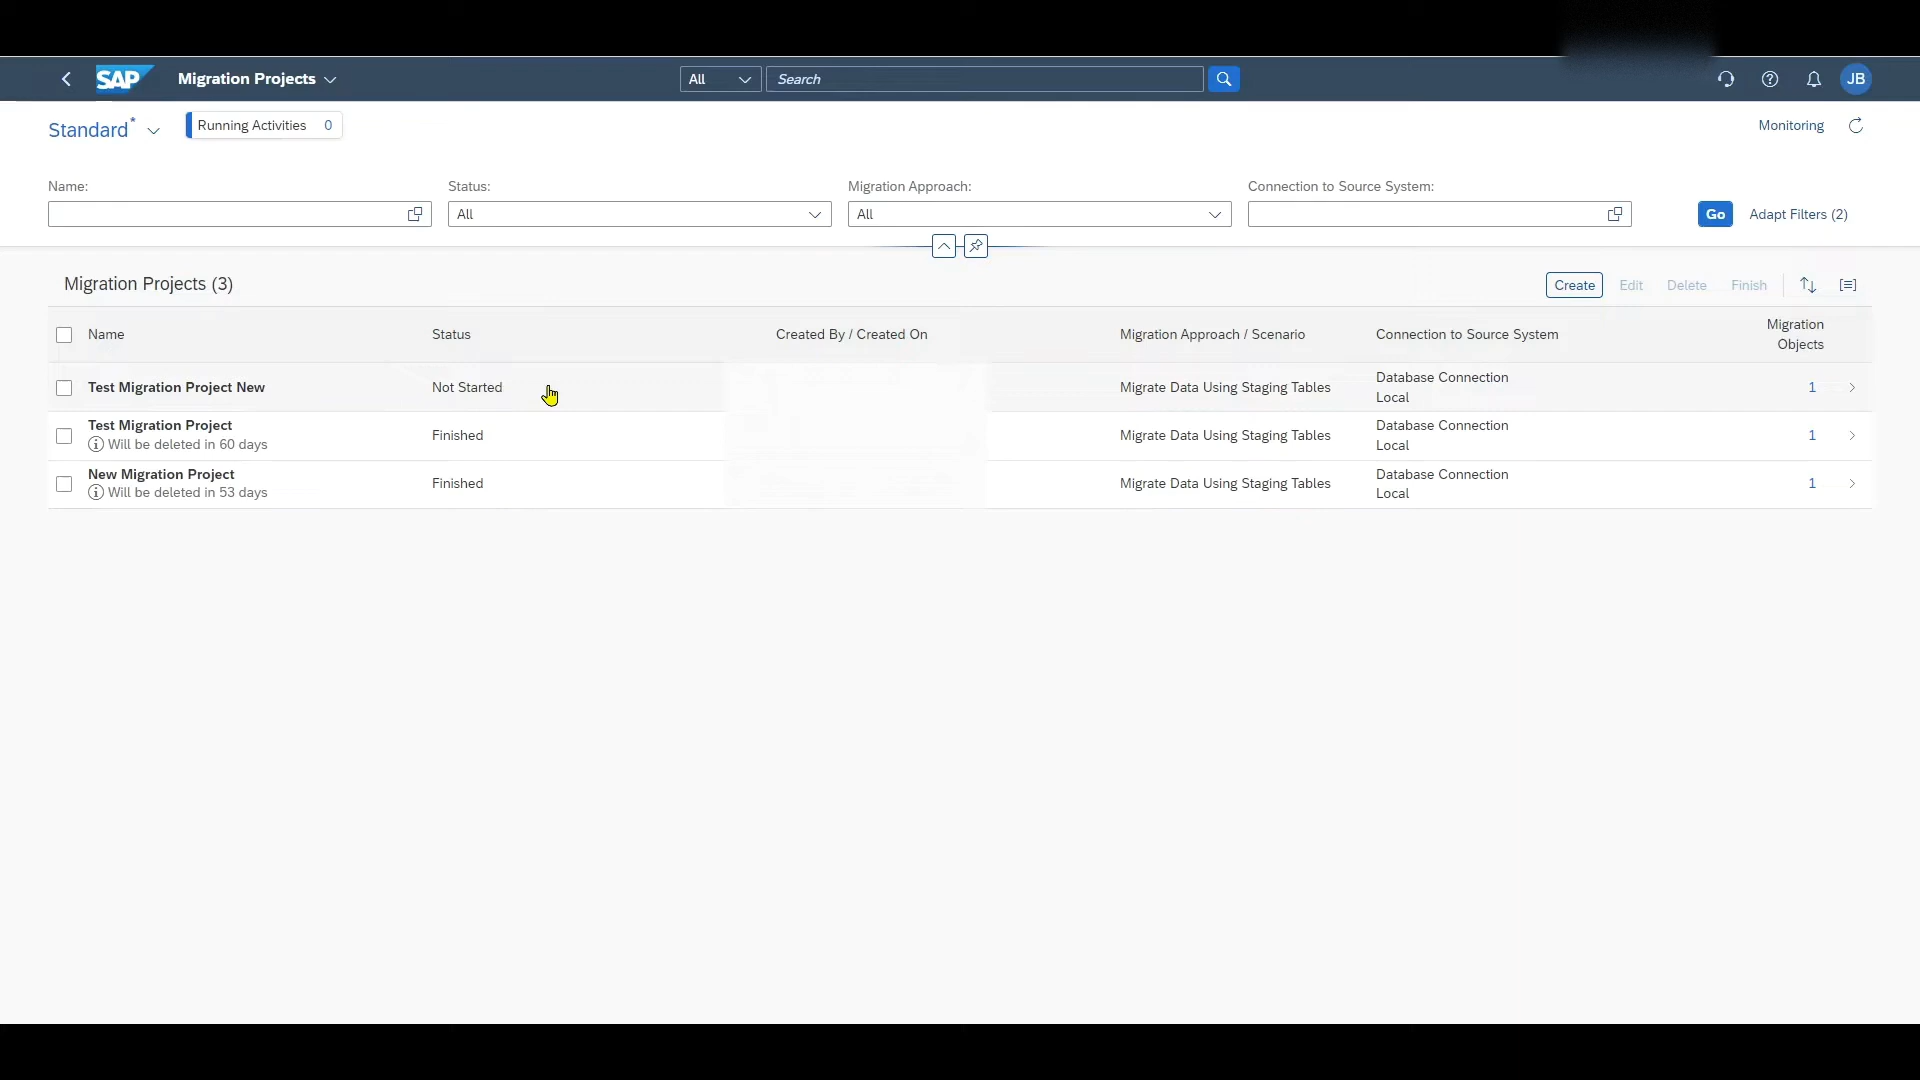 SAP Migration Projects All Search JB
Standard* Running Activities 0 Monitoring
Name: Status: Migration Approach: Connection to Source System:
All All Go Adapt Filters (2)
Migration Projects (3) Create Edit Delete Finish
Name Status Created By / Created On Migration Approach / Scenario Connection to Source System Migration
Objects
Test Migration Project New Not Started Migrate Data Using Staging Tables Database Connection
Local 1
Test Migration Project Finished Migrate Data Using Staging Tables Database Connection
Will be deleted in 60 days Local 1
New Migration Project Finished Migrate Data Using Staging Tables Database Connection
Will be deleted in 53 days Local 1